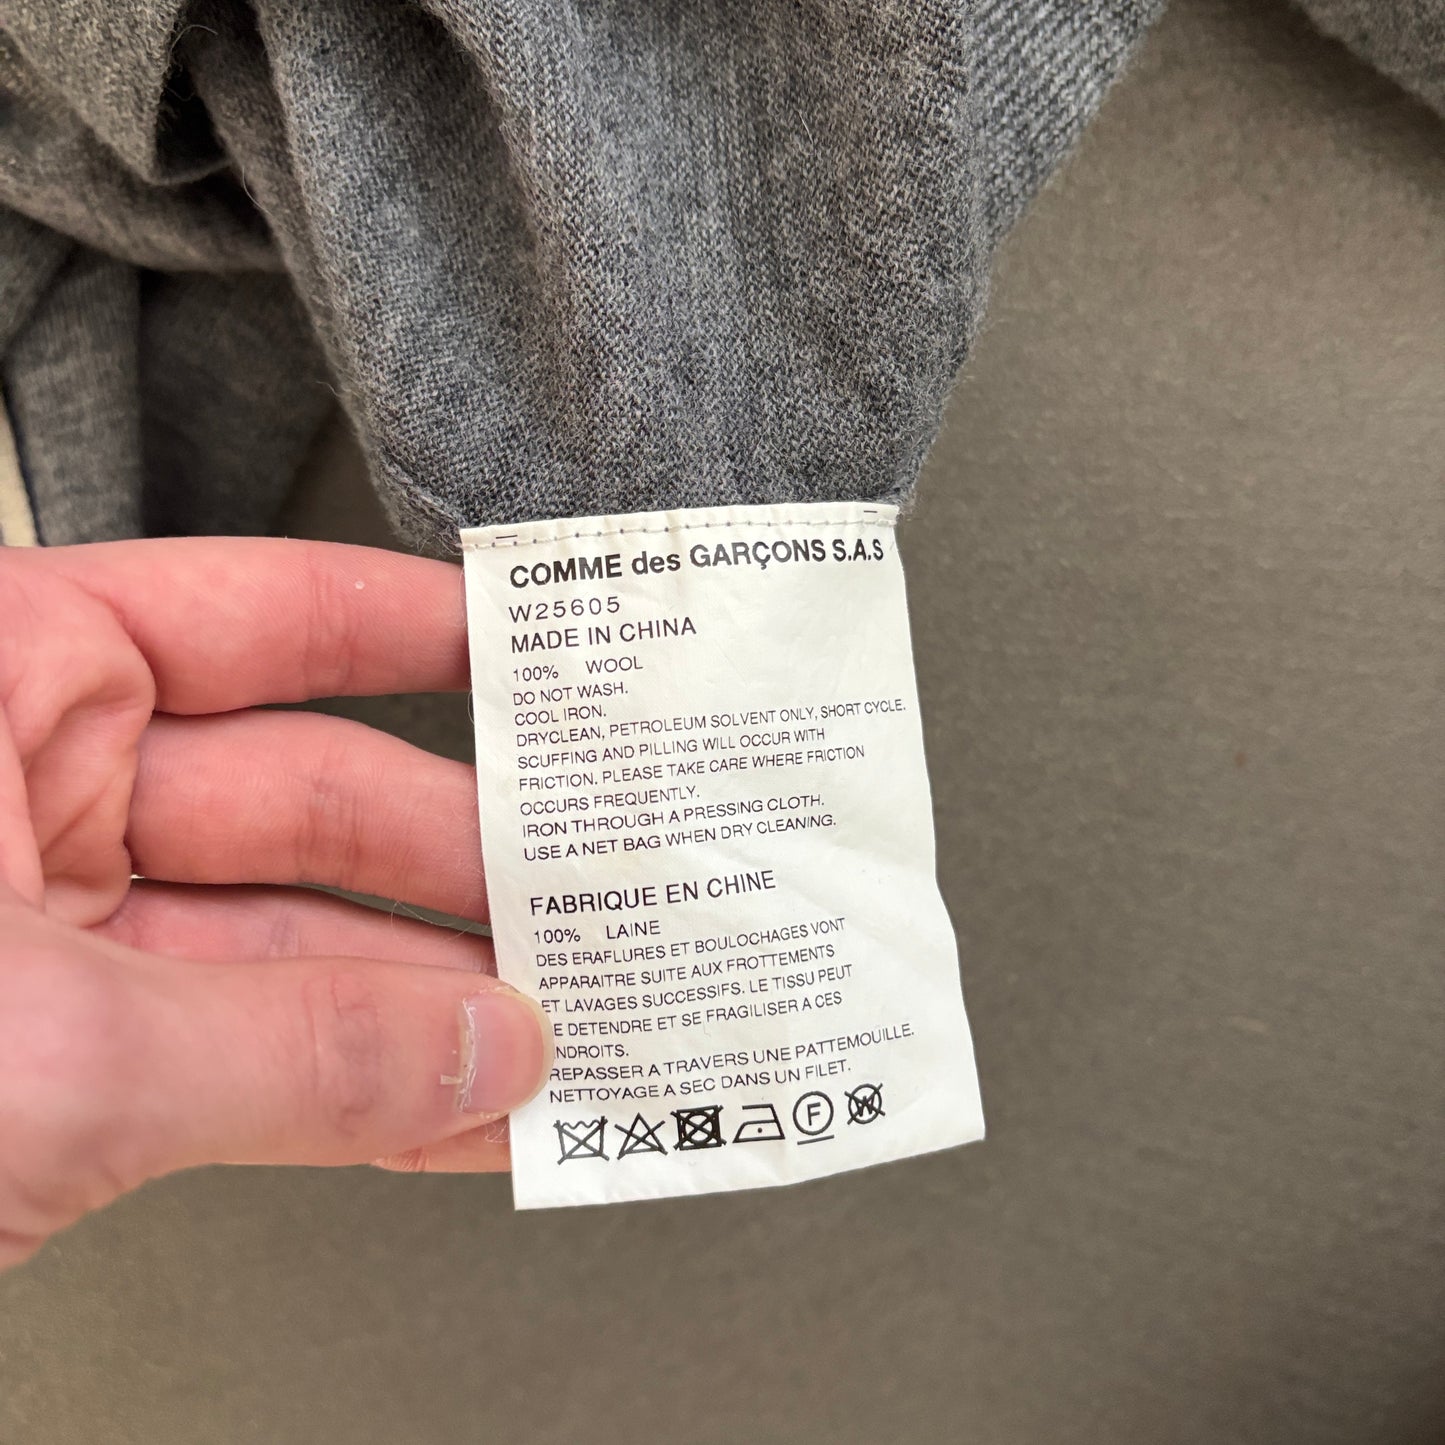 COMME des GARÇONS S.A.S
W25605
MADE IN CHINA
100% WOOL
DO NOT WASH.
COOL IRON.
DRYCLEAN, PETROLEUM SOLVENT ONLY, SHORT CYCLE.
SCUFFING AND PILLING WILL OCCUR WITH
FRICTION. PLEASE TAKE CARE WHERE FRICTION
OCCURS FREQUENTLY.
IRON THROUGH A PRESSING CLOTH.
USE A NET BAG WHEN DRY CLEANING.
FABRIQUE EN CHINE
100% LAINE
DES ERAFLURES ET BOULOCHAGES VONT
APPARAITRE SUITE AUX FROTTEMENTS
ET LAVAGES SUCCESSIFS. LE TISSU PEUT
DETENDRE ET SE FRAGILISER A CES
NDROITS.
REPASSER A TRAVERS UNE PATTEMOUILLE.
NETTOYAGE A SEC DANS UN FILET.
F W